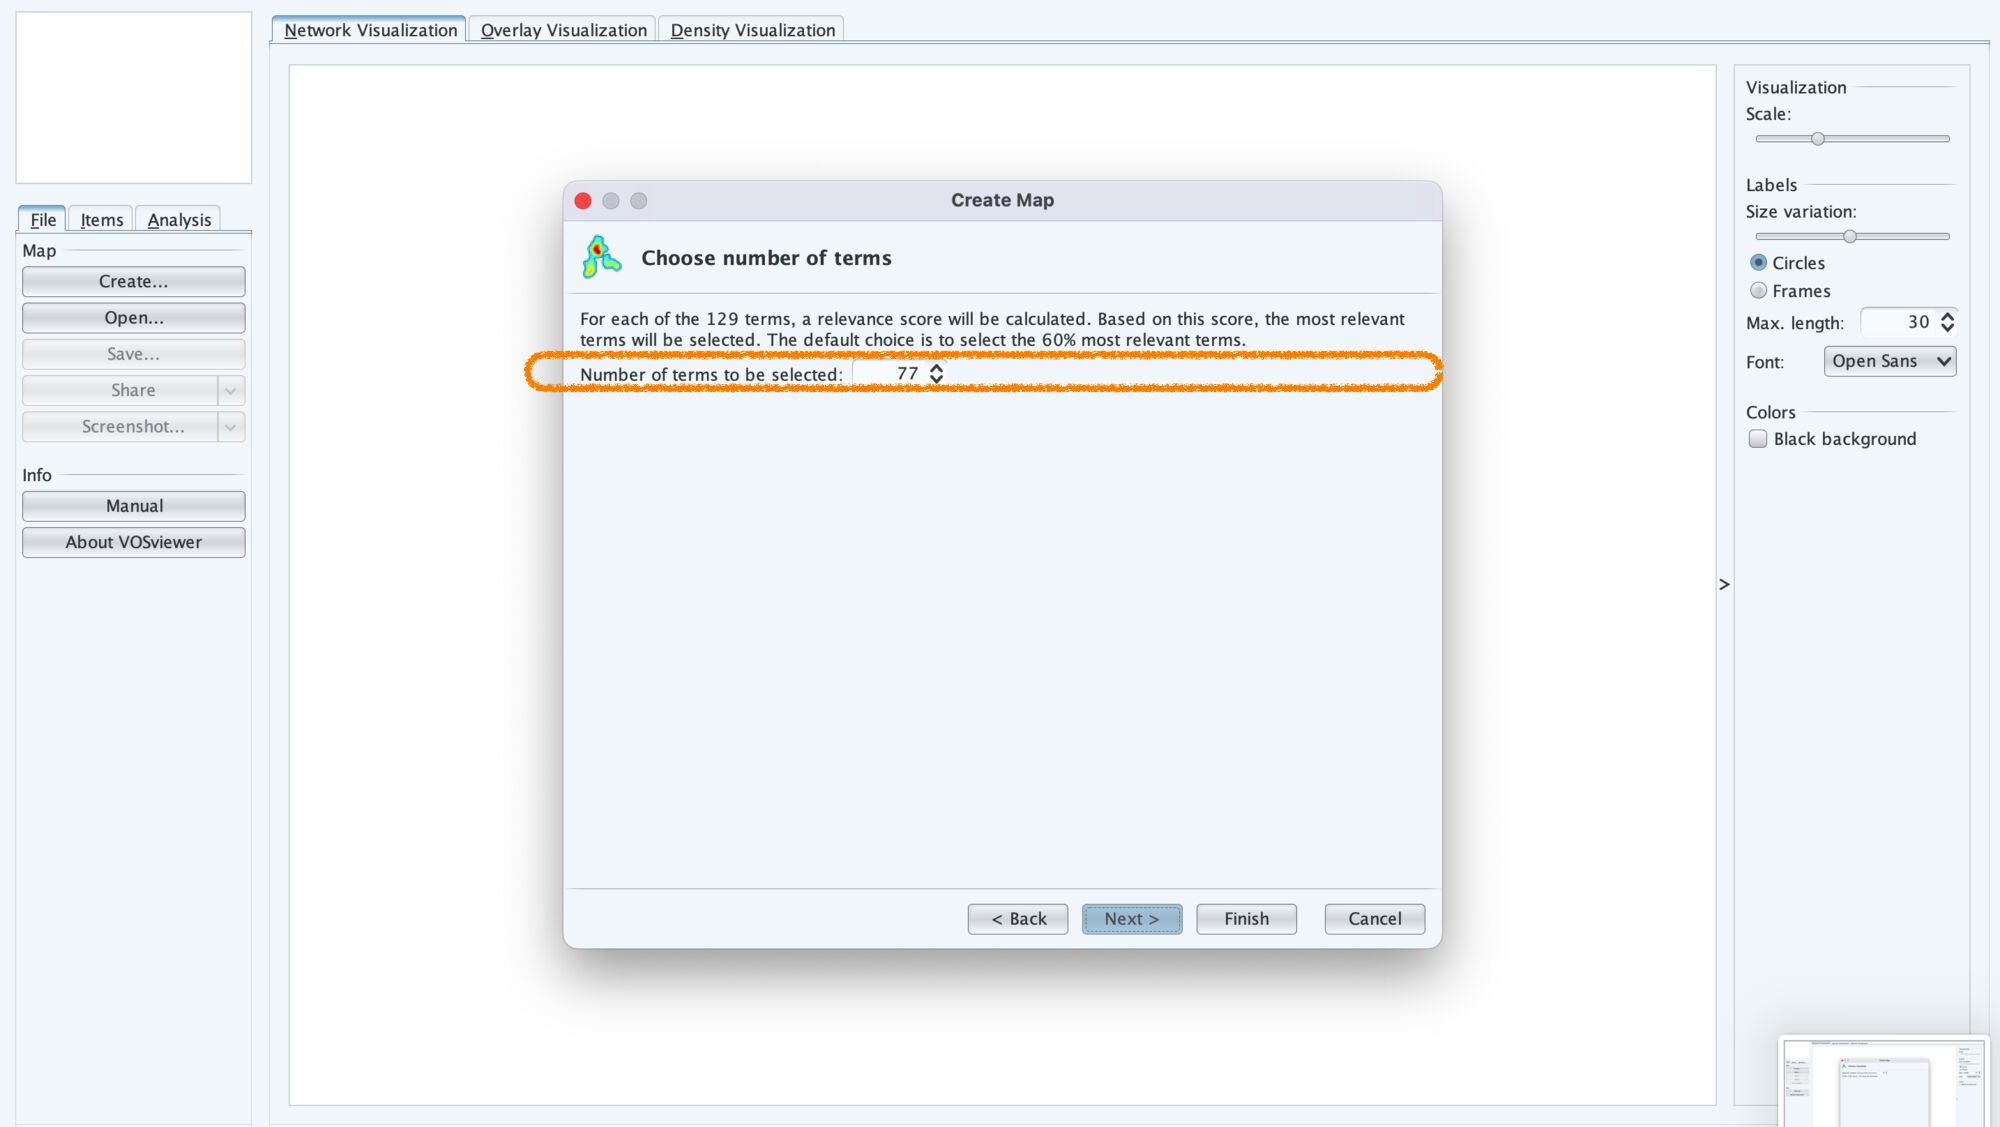 Network Visualization
Overlay Visualization
Density Visualization
File
Items
Analysis
Map
Create...
Open...
Save...
Share
Screenshot...
Info
Manual
About VOSviewer
Create Map
Choose number of terms
For each of the 129 terms, a relevance score will be calculated. Based on this score, the most relevant
terms will be selected. The default choice is to select the 60% most relevant terms.
Number of terms to be selected: 77
< Back
Next >
Finish
Cancel
>
Visualization
Scale:
Labels
Size variation:
Circles
Frames
Max. length: 30
Font: Open Sans
Colors
Black background